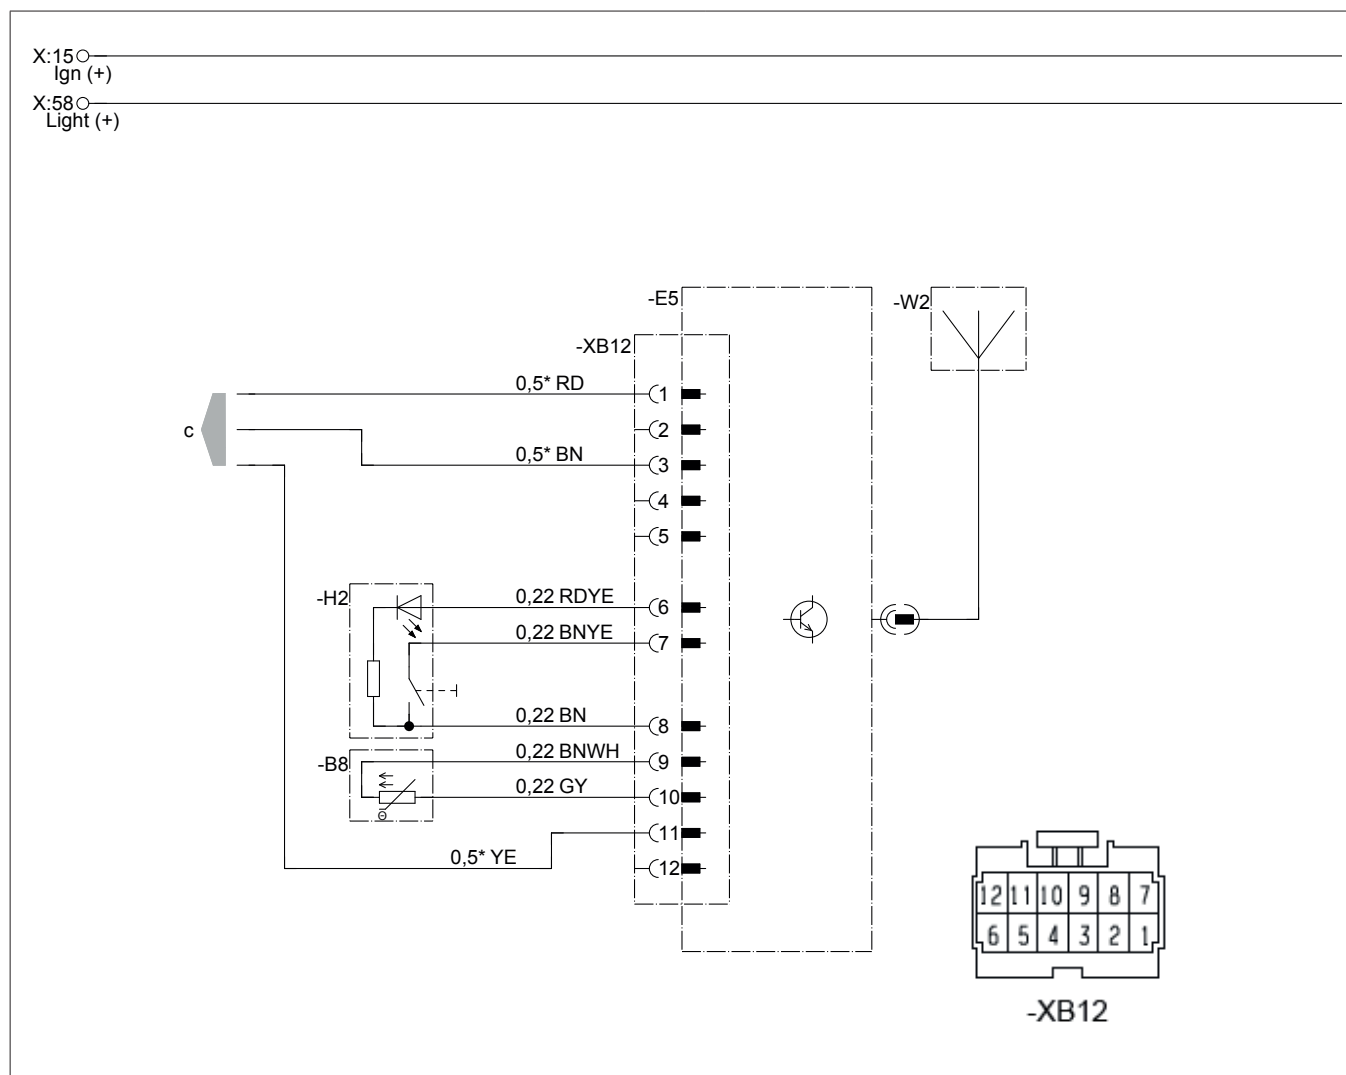 X:15
Ign (+)
X:58
Light (+)
-E5
-W2
-XB12
0,5* RD
1
c
2
0,5* BN
3
4
5
-H2
0,22 RDYE
6
0,22 BNYE
7
0,22 BN
8
0,22 BNWH
9
-B8
0,22 GY
10
Θ
11
0,5* YE
12
12 11 10 9 8 7
6 5 4 3 2 1
-XB12